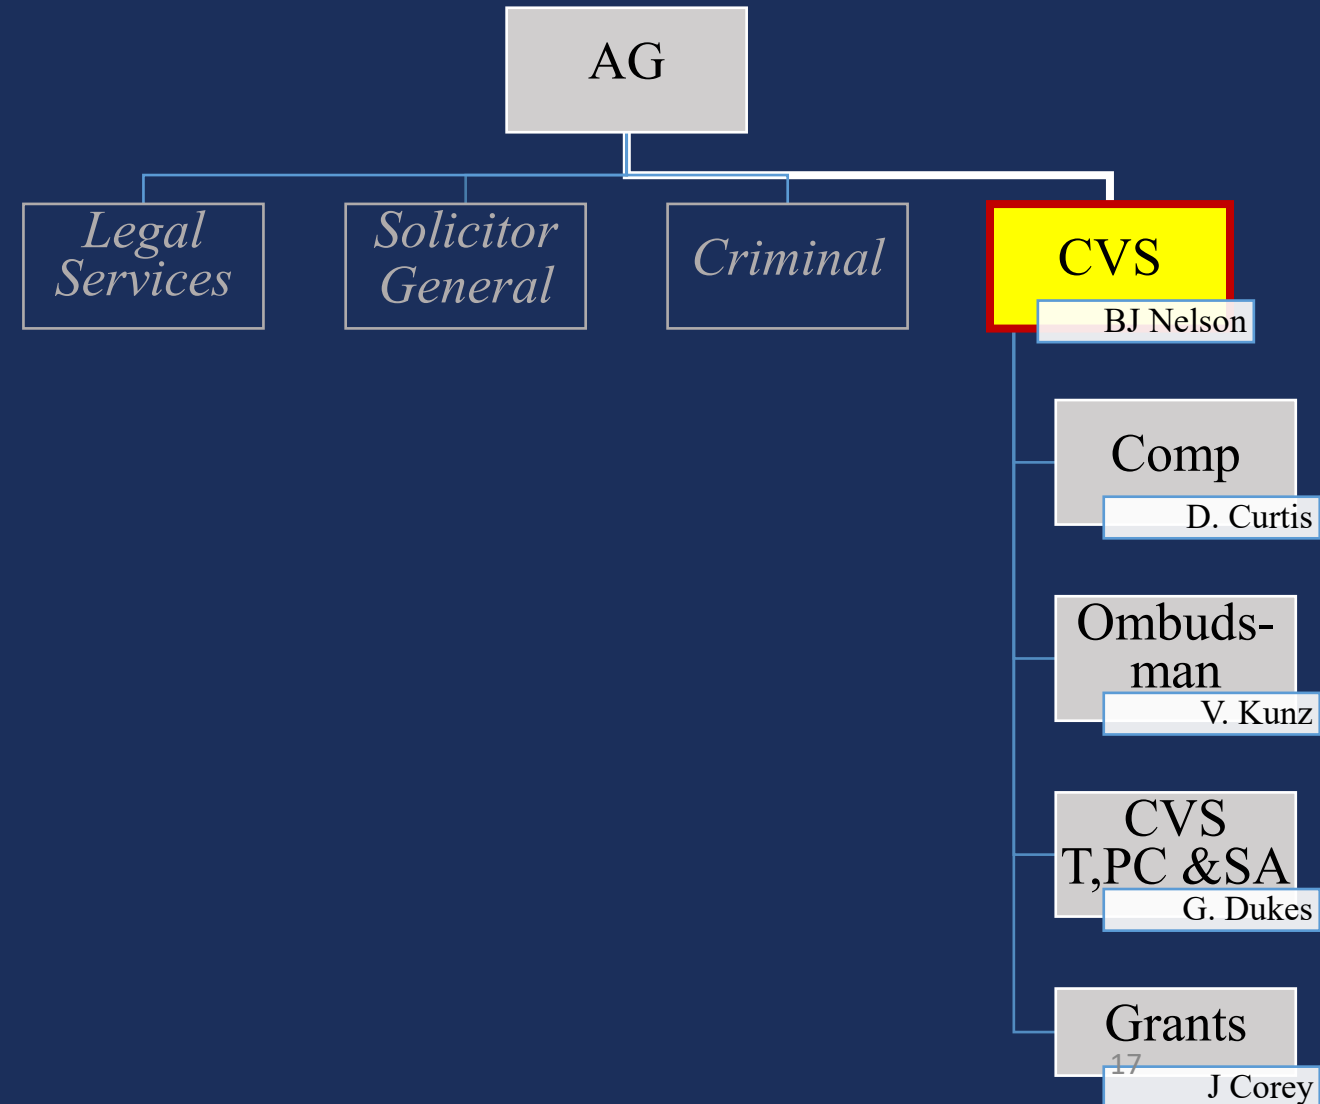 AG
Legal
Services
Solicitor
General
Criminal
CVS
BJ Nelson
Comp
D. Curtis
Ombuds-
man
V. Kunz
CVS
T,PC &SA
G. Dukes
Grants
17
J Corey